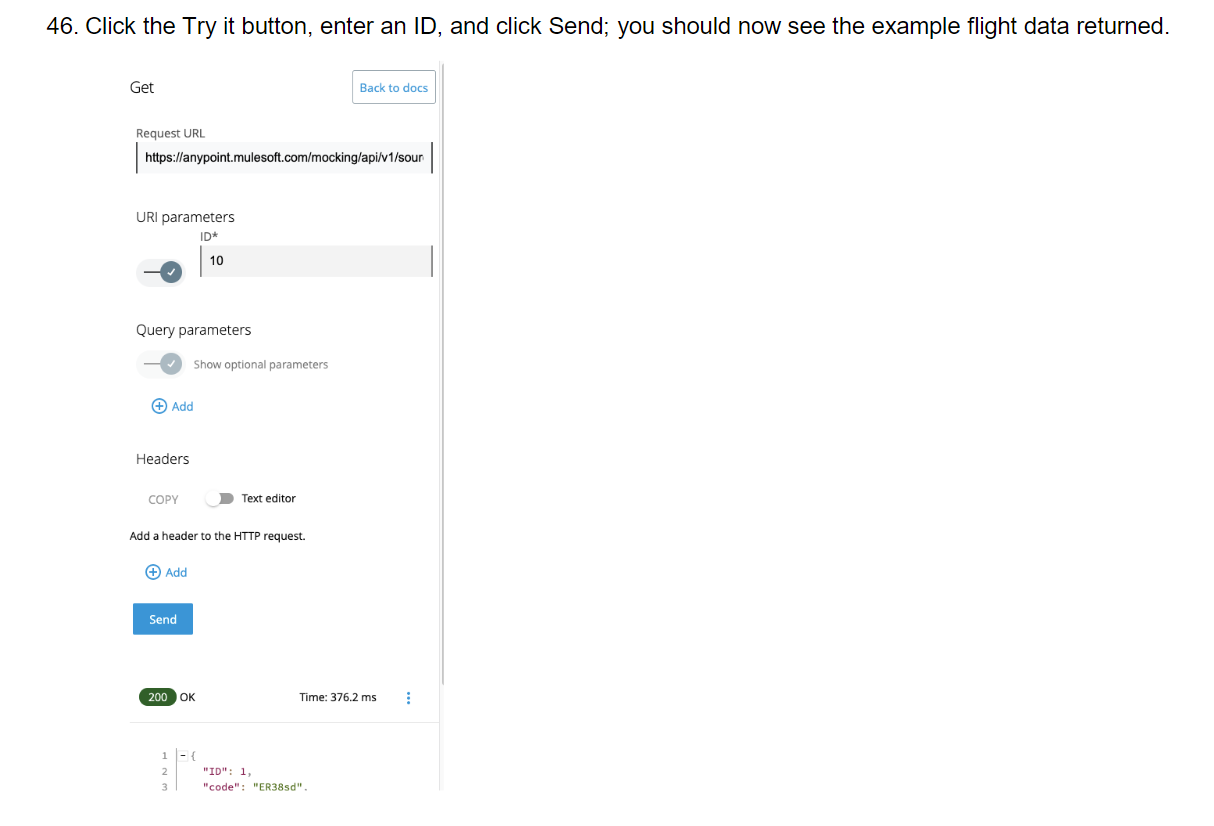 46. Click the Try it button, enter an ID, and click Send; you should now see the example flight data returned.
Get
Back to docs
Request URL
https://anypoint.mulesoft.com/mocking/api/v1/sour
URI parameters
ID*
10
Query parameters
Show optional parameters
Add
Headers
COPY
Text editor
Add a header to the HTTP request.
Add
Send
200 OK
Time: 376.2 ms
1 {
2 "ID": 1,
3 "code": "ER38sd",